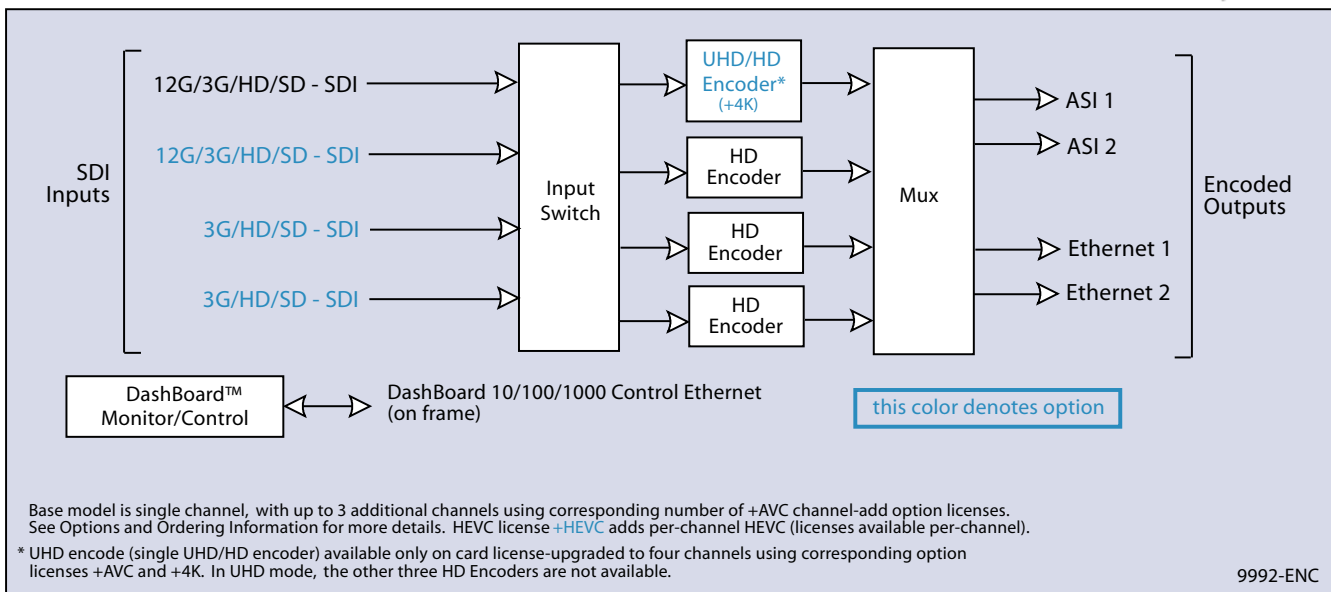 12G/3G/HD/SD - SDI
12G/3G/HD/SD - SDI
3G/HD/SD - SDI
3G/HD/SD - SDI
SDI
Inputs
Input
Switch
UHD/HD
Encoder*
(+4K)
HD
Encoder
HD
Encoder
HD
Encoder
Mux
ASI 1
ASI 2
Ethernet 1
Ethernet 2
Encoded
Outputs
DashBoard™
Monitor/Control
DashBoard 10/100/1000 Control Ethernet
(on frame)
this color denotes option
Base model is single channel, with up to 3 additional channels using corresponding number of +AVC channel-add option licenses.
See Options and Ordering Information for more details. HEVC license +HEVC adds per-channel HEVC (licenses available per-channel).
* UHD encode (single UHD/HD encoder) available only on card license-upgraded to four channels using corresponding option
licenses +AVC and +4K. In UHD mode, the other three HD Encoders are not available.
9992-ENC